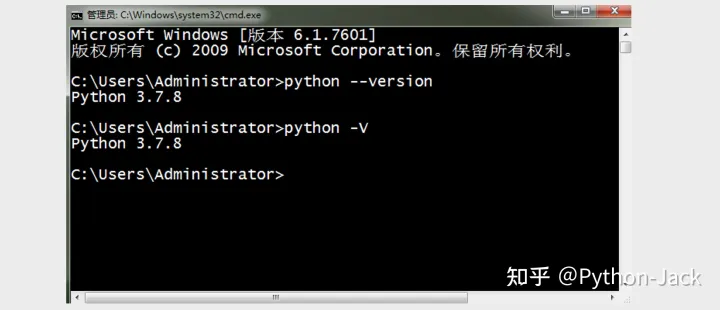 管理员: C:\Windows\system32\cmd.exe
Microsoft Windows [版本 6.1.7601]
版权所有 (c) 2009 Microsoft Corporation。保留所有权利。
C:\Users\Administrator>python --version
Python 3.7.8
C:\Users\Administrator>python -V
Python 3.7.8
C:\Users\Administrator>
知乎 @Python-Jack